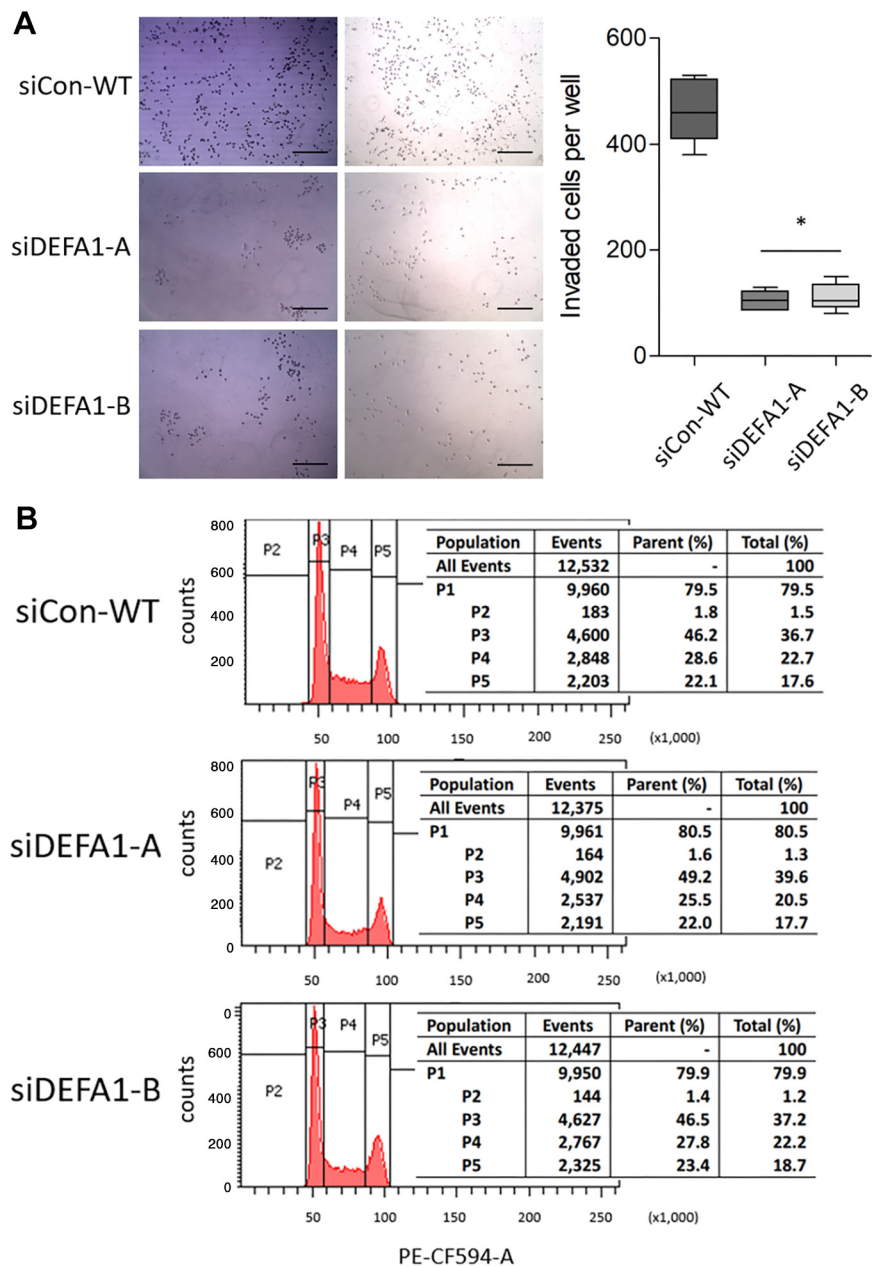 A
siCon-WT
siDEFA1-A
siDEFA1-B
Invaded cells per well
600
400
200
0
*
siCon-WT
siDEFA1-A
siDEFA1-B
B
siCon-WT
counts
800
600
400
200
P2
P3
P4
P5
Population Events Parent (%) Total (%)
All Events 12,532 - 100
P1 9,960 79.5 79.5
P2 183 1.8 1.5
P3 4,600 46.2 36.7
P4 2,848 28.6 22.7
P5 2,203 22.1 17.6
50 100 150 200 250 (x1,000)
siDEFA1-A
counts
800
600
400
200
0
P2
P3
P4
P5
Population Events Parent (%) Total (%)
All Events 12,375 - 100
P1 9,961 80.5 80.5
P2 164 1.6 1.3
P3 4,902 49.2 39.6
P4 2,537 25.5 20.5
P5 2,191 22.0 17.7
50 100 150 200 250 (x1,000)
siDEFA1-B
counts
0
600
400
200
0
P2
P3
P4
P5
Population Events Parent (%) Total (%)
All Events 12,447 - 100
P1 9,950 79.9 79.9
P2 144 1.4 1.2
P3 4,627 46.5 37.2
P4 2,767 27.8 22.2
P5 2,325 23.4 18.7
50 100 150 200 250 (x1,000)
PE-CF594-A